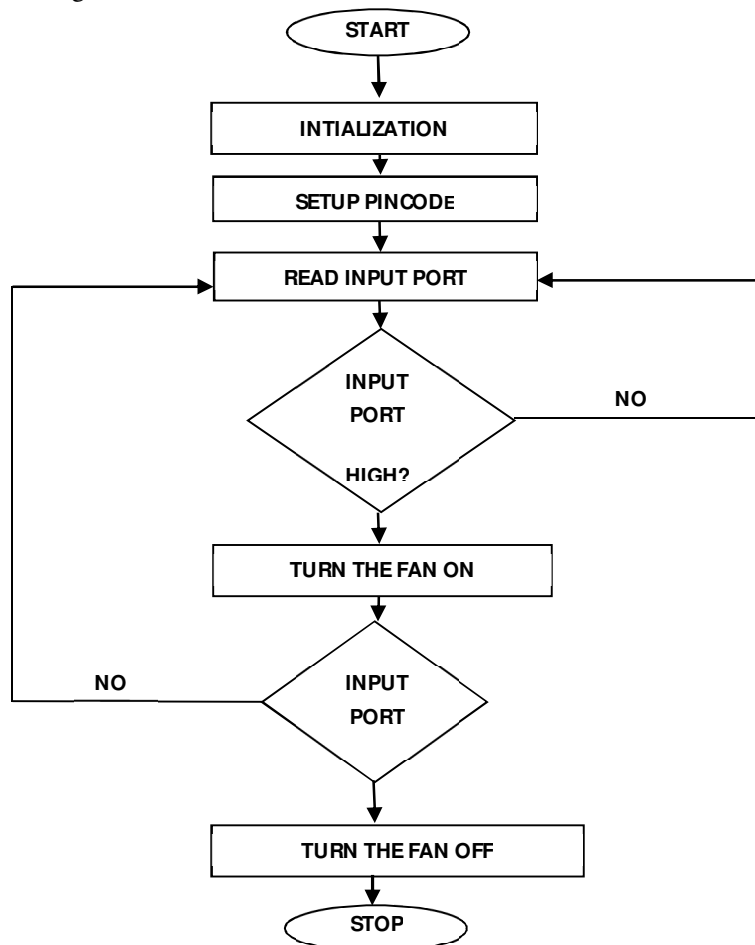 START
INTIALIZATION
SETUP PINCODE
READ INPUT PORT
INPUT
PORT
HIGH?
NO
TURN THE FAN ON
NO
INPUT
PORT
TURN THE FAN OFF
STOP